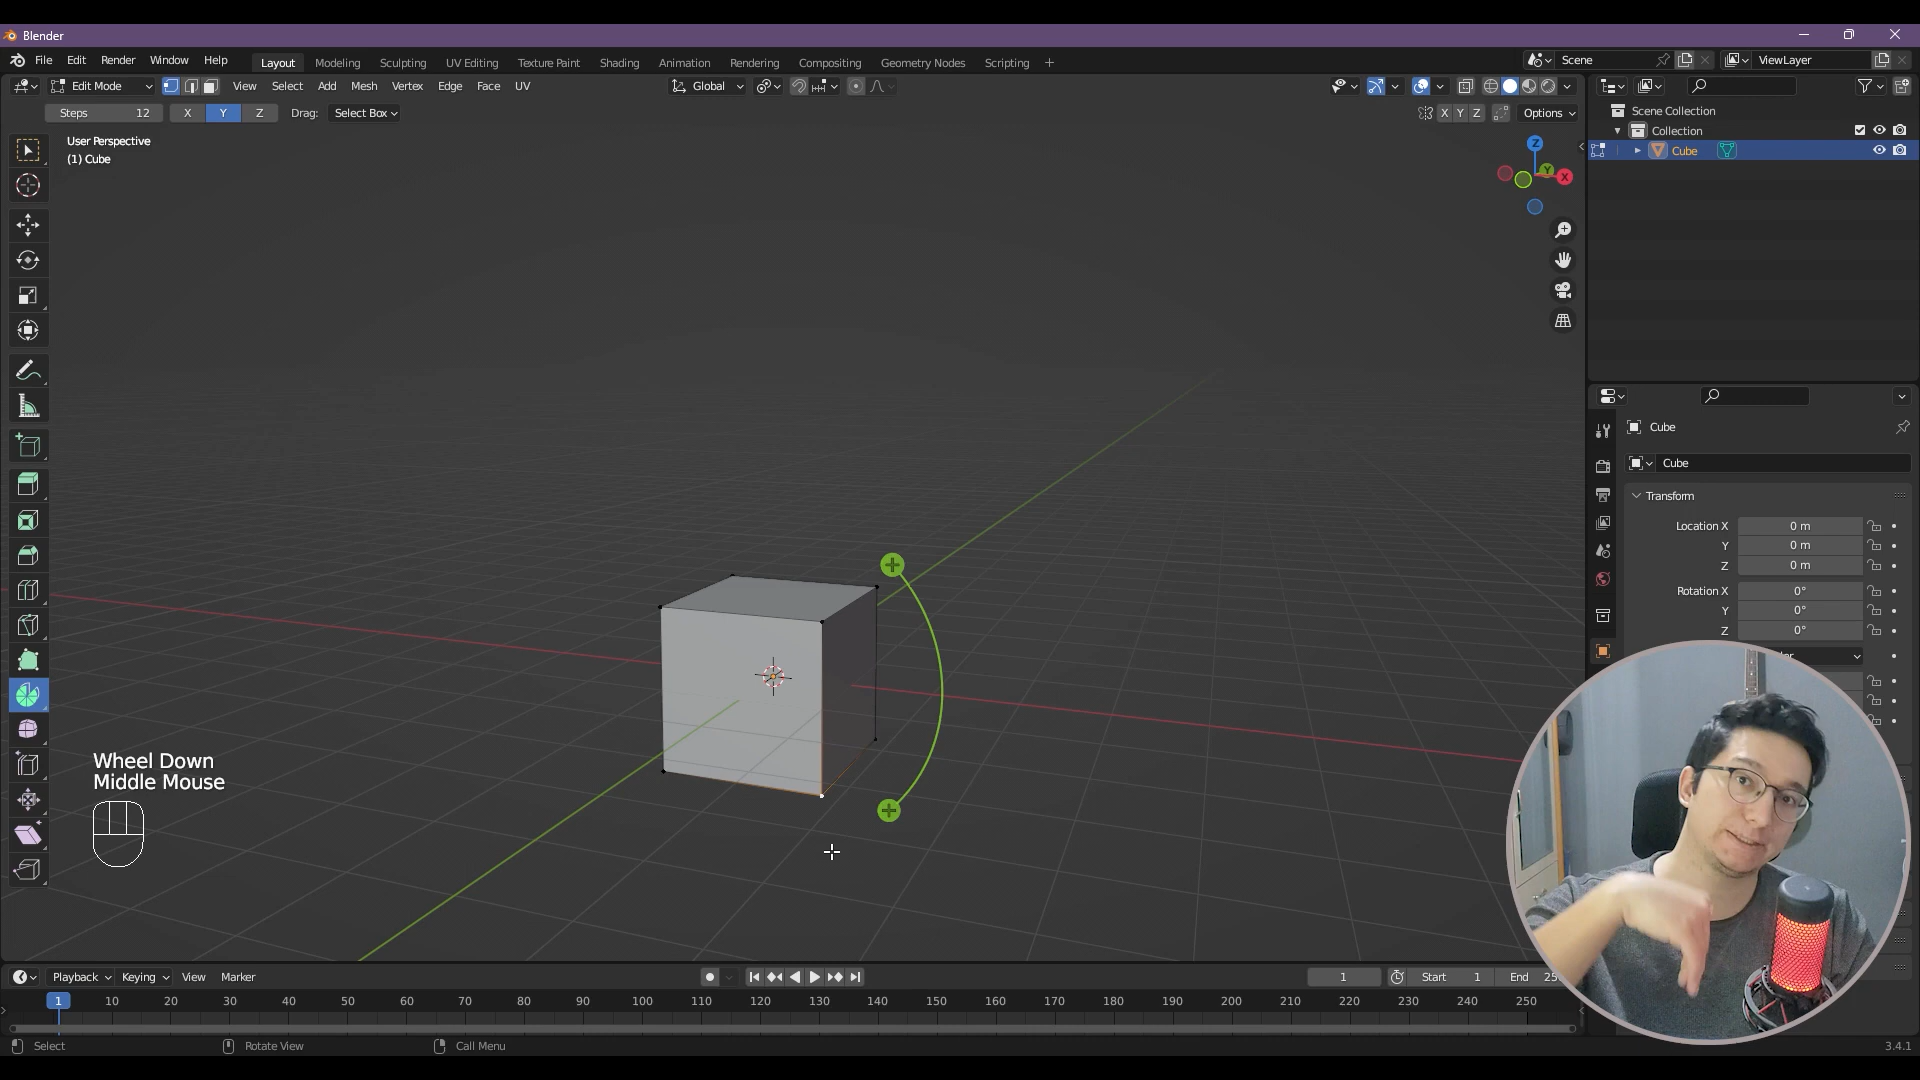 Blender
File Edit Render Window Help Layout Modeling Sculpting UV Editing Texture Paint Shading Animation Rendering Compositing Geometry Nodes Scripting + Scene ViewLayer
Edit Mode View Select Add Mesh Vertex Edge Face UV Global
Steps 12 X Y Z Drag: Select Box X Y Z Options
User Perspective
(1) Cube
Z
Y
X
Scene Collection
Collection
Cube
Cube
Cube
Transform
Location X 0 m
Y 0 m
Z 0 m
Rotation X 0°
Y 0°
Z 0°
Wheel Down
Middle Mouse
Playback Keying View Marker 1 Start 1 End 25
1 10 20 30 40 50 60 70 80 90 100 110 120 130 140 150 160 170 180 190 200 210 220 230 240 250
Select Rotate View Call Menu 3.4.1